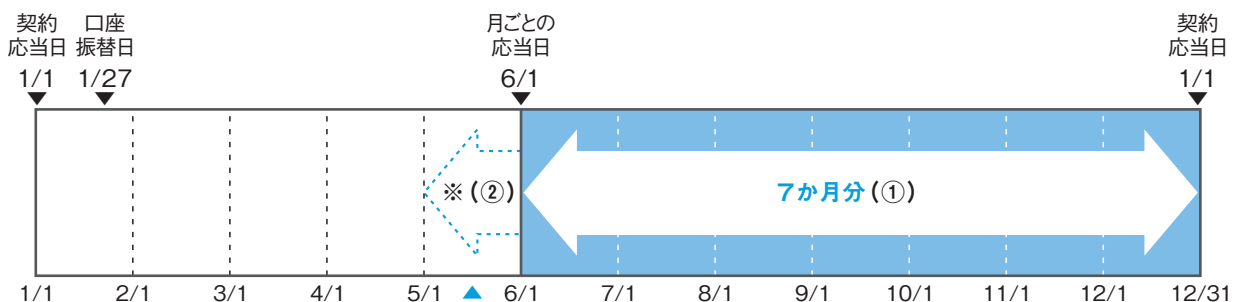 契約
応当日
1/1
口座
振替日
1/27
月ごとの
応当日
6/1
契約
応当日
1/1
※(②)
7か月分(①)
1/1 2/1 3/1 4/1 5/1 ▲ 6/1 7/1 8/1 9/1 10/1 11/1 12/1 12/31